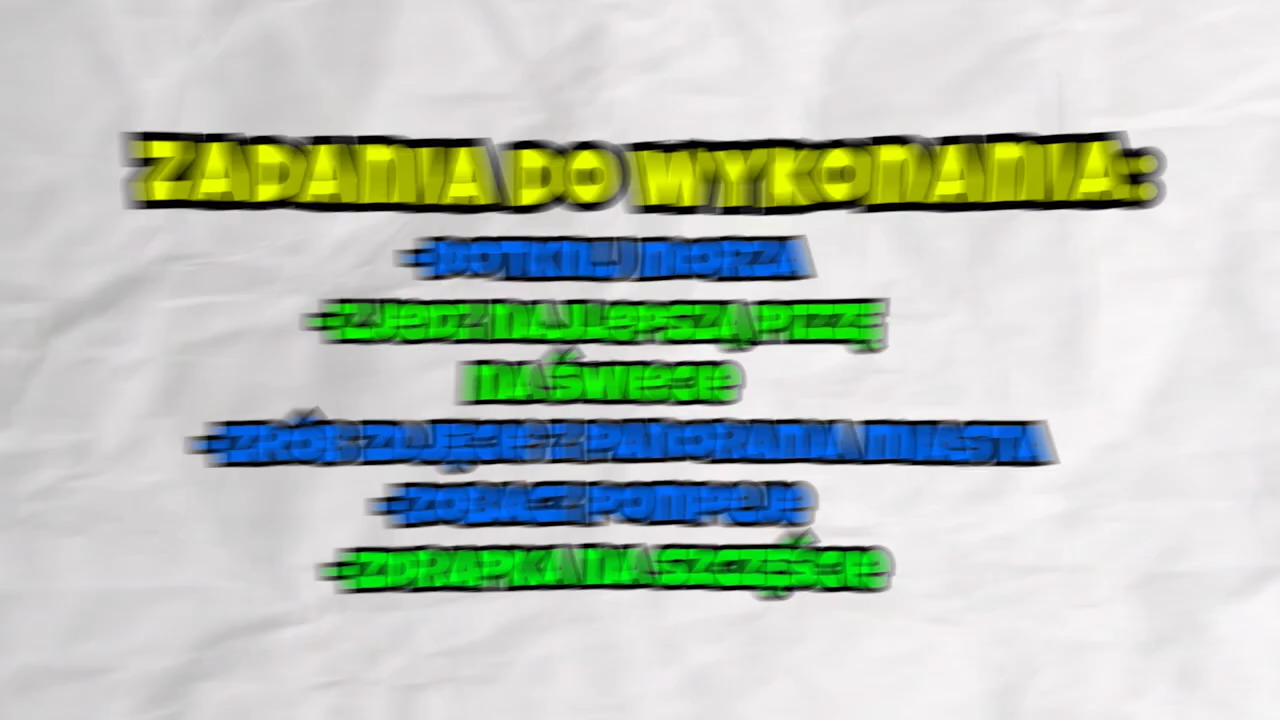 ZADANIA DO WYKONANIA:
-DOTKNIJ MORZA
-ZJEDZ NAJLEPSZĄ PIZZĘ
NA ŚWIECIE
-ZRÓB ZDJĘCIE Z PANORAMĄ MIASTA
-ZOBACZ POMPEJE
-ZDRAPKA NA SZCZĘŚCIE